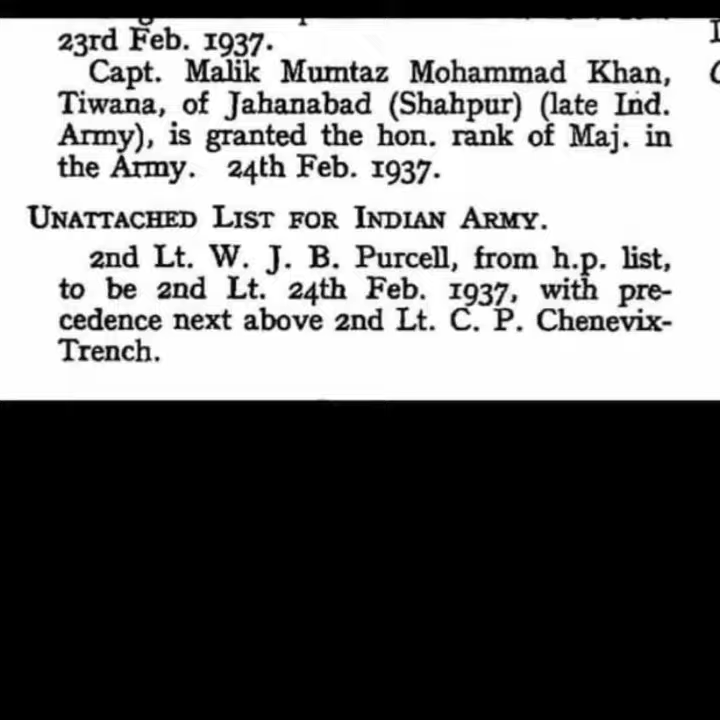 23rd Feb. 1937.
Capt. Malik Mumtaz Mohammad Khan,
Tiwana, of Jahanabad (Shahpur) (late Ind.
Army), is granted the hon. rank of Maj. in
the Army. 24th Feb. 1937.
UNATTACHED LIST FOR INDIAN ARMY.
2nd Lt. W. J. B. Purcell, from h.p. list,
to be 2nd Lt. 24th Feb. 1937, with pre-
cedence next above 2nd Lt. C. P. Chenevix-
Trench.